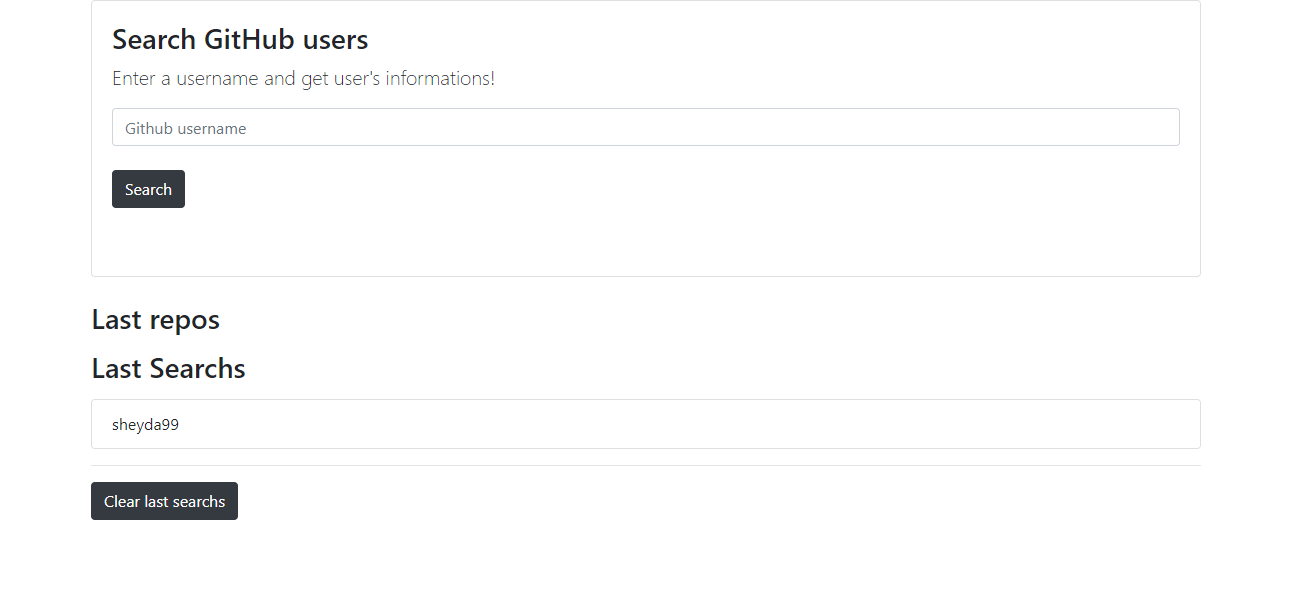 Search GitHub users
Enter a username and get user's informations!
Github username
Search
Last repos
Last Searchs
sheyda99
Clear last searchs